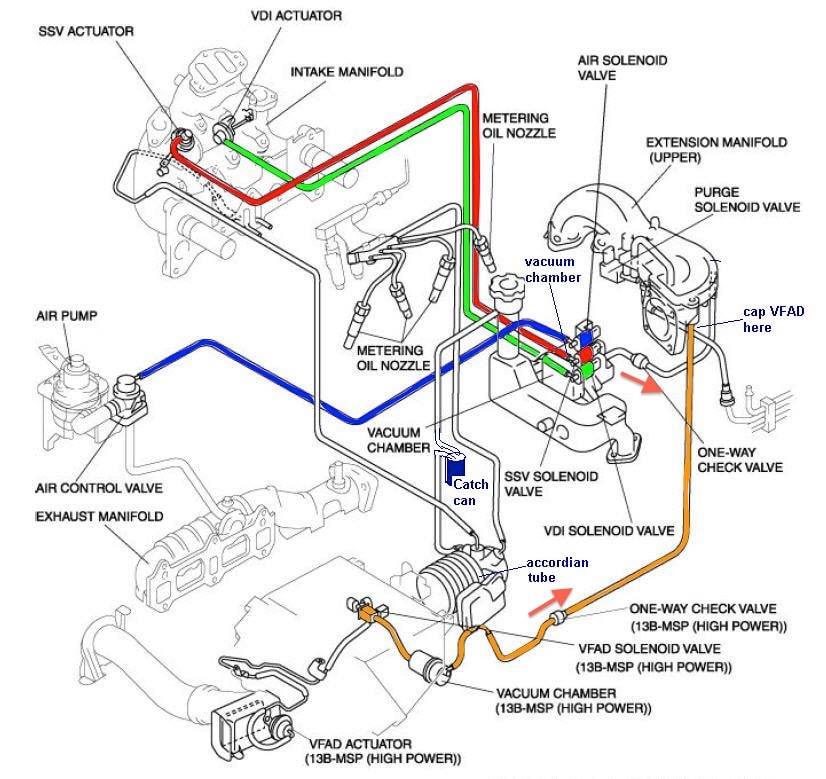 VDI ACTUATOR
SSV ACTUATOR
INTAKE MANIFOLD
AIR SOLENOID
VALVE
METERING
OIL NOZZLE
EXTENSION MANIFOLD
(UPPER)
PURGE
SOLENOID VALVE
vacuum
chamber
cap VFAD
here
AIR PUMP
METERING
OIL NOZZLE
VACUUM
CHAMBER
ONE-WAY
CHECK VALVE
SSV SOLENOID
VALVE
Catch
can
AIR CONTROL VALVE
EXHAUST MANIFOLD
VDI SOLENOID VALVE
accordian
tube
ONE-WAY CHECK VALVE
(13B-MSP (HIGH POWER))
VFAD SOLENOID VALVE
(13B-MSP (HIGH POWER))
VACUUM CHAMBER
(13B-MSP (HIGH POWER))
VFAD ACTUATOR
(13B-MSP (HIGH POWER))